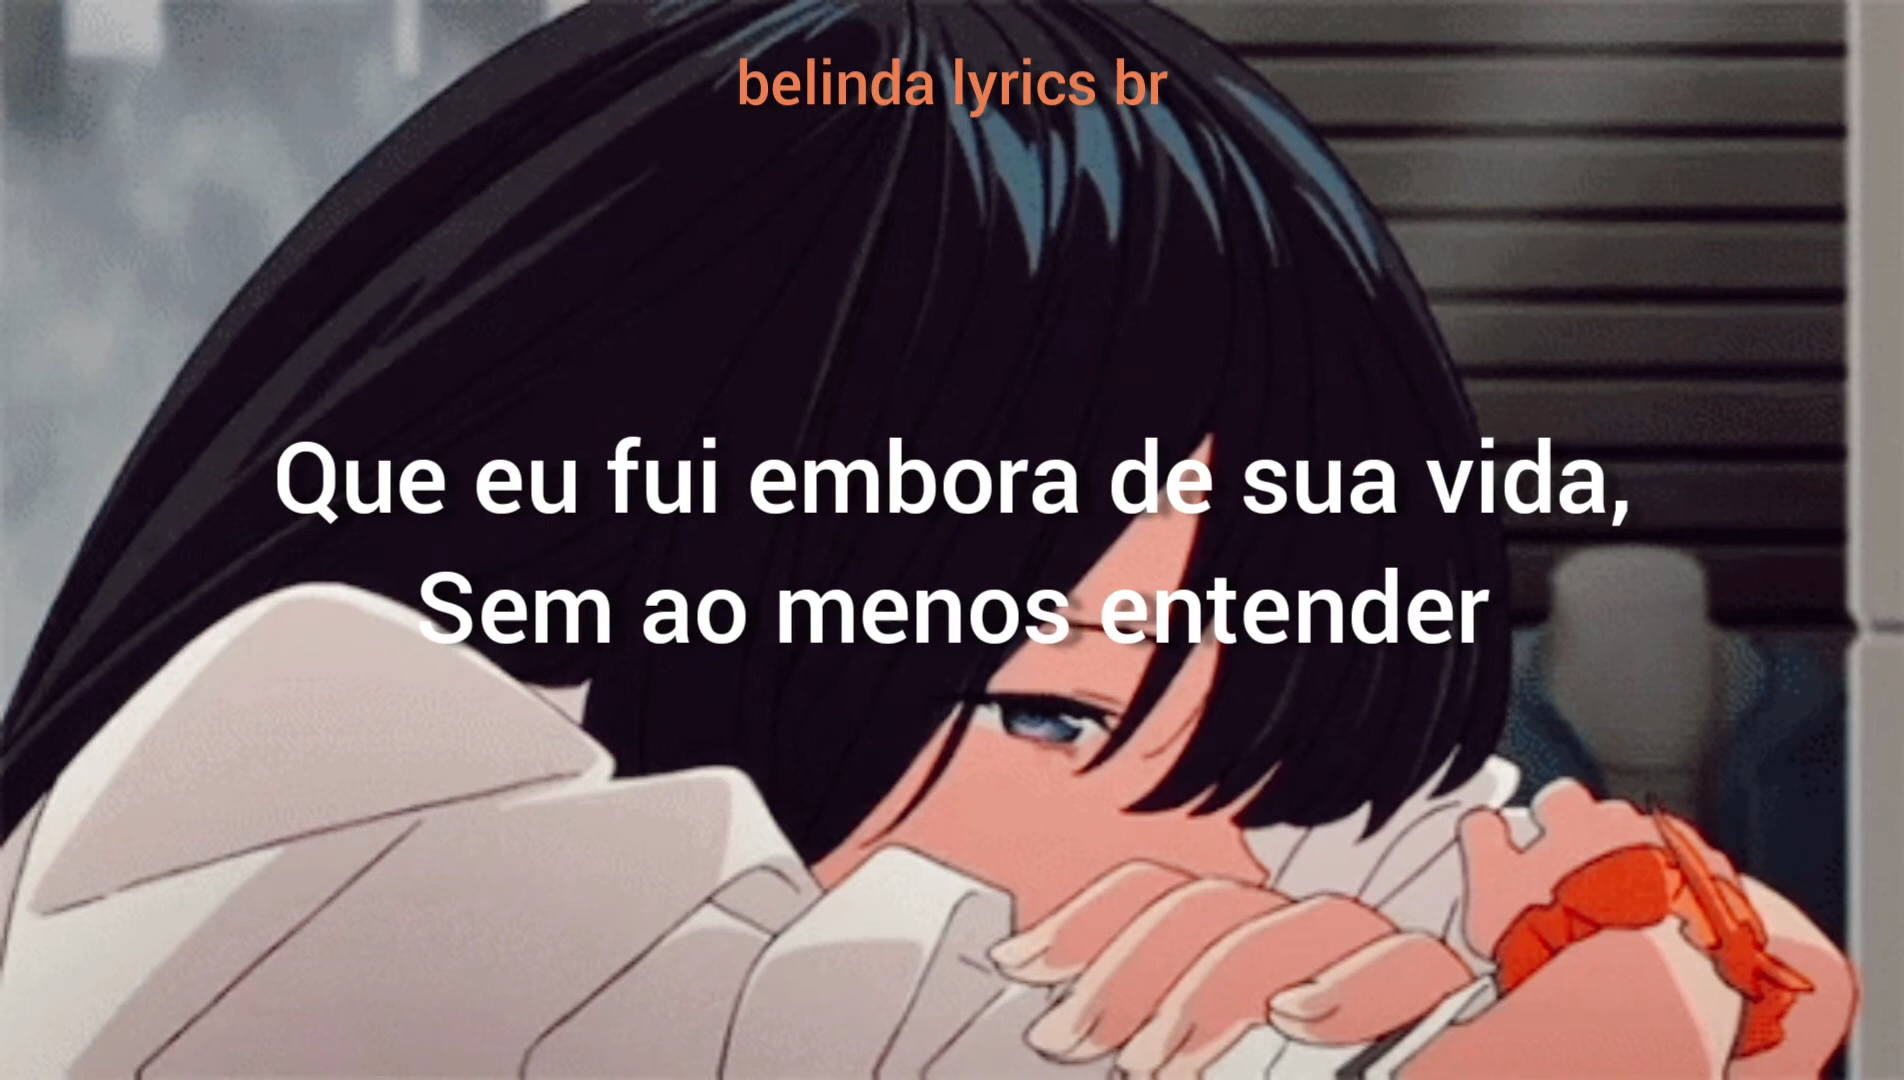 belinda lyrics br
Que eu fui embora de sua vida,
Sem ao menos entender